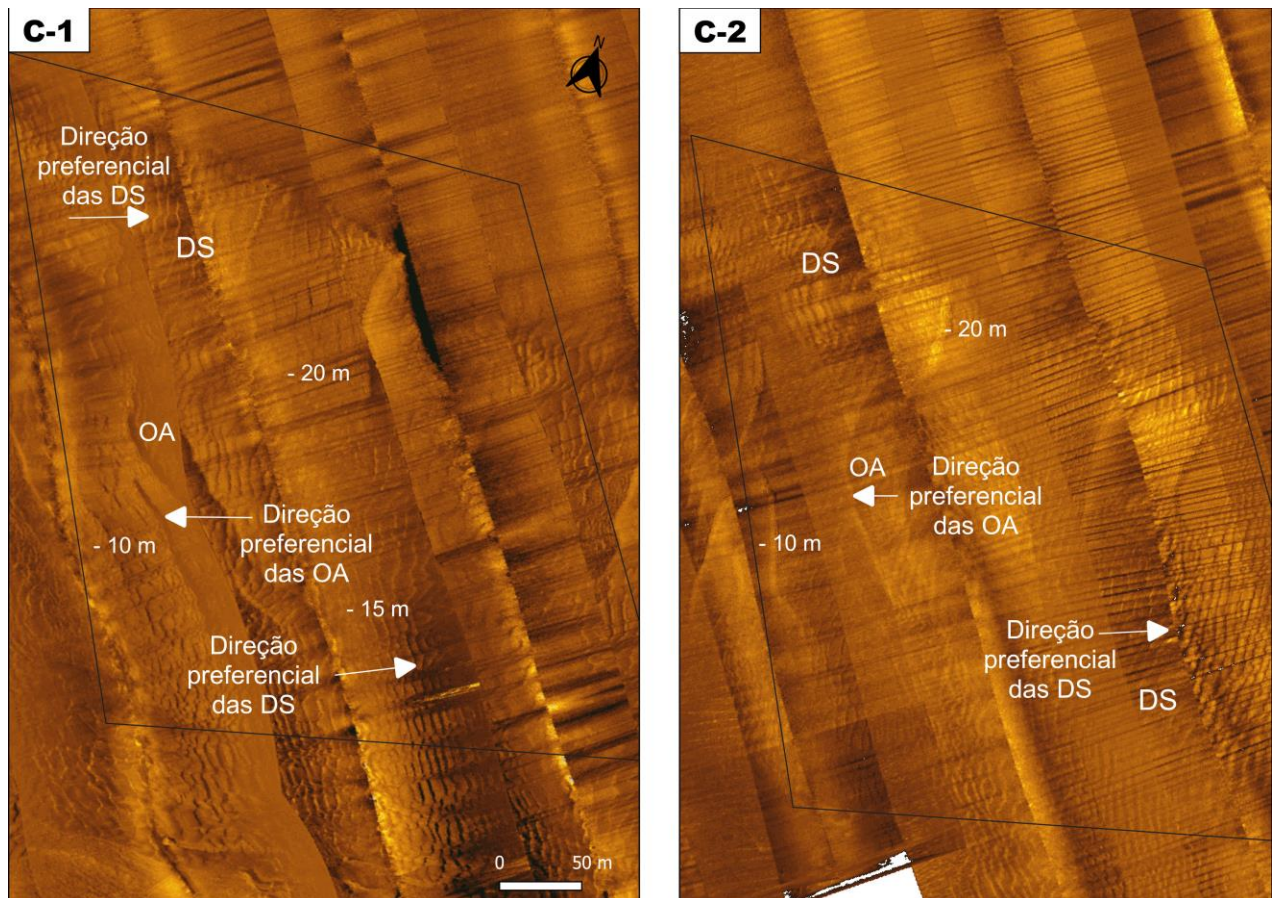 C-1
N
Direção
preferencial
das DS
DS
- 20 m
OA
- 10 m
Direção
preferencial
das OA
- 15 m
Direção
preferencial
das DS
0 50 m
C-2
DS
- 20 m
OA
Direção
preferencial
das OA
- 10 m
Direção
preferencial
das DS
DS